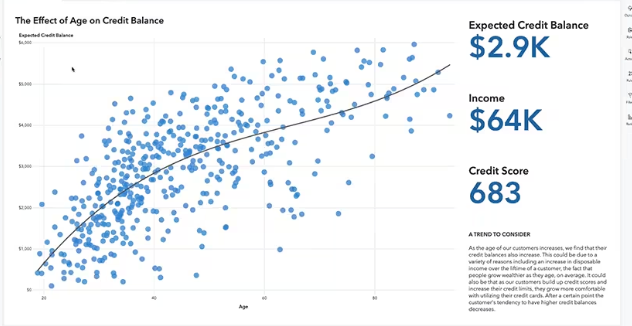 The Effect of Age on Credit Balance
Expected Credit Balance
$6,000
$5,000
$4,000
$3,000
$2,000
$1,000
$0
20
40
60
80
Age
Expected Credit Balance
$2.9K
Income
$64K
Credit Score
683
A TREND TO CONSIDER
As the age of our customers increases, we find that their
credit balances also increase. This could be due to a
variety of reasons including an increase in disposable
income over the lifetime of a customer, the fact that
people grow wealthier as they age, on average. It could
also be that as our customers build up credit scores and
increase their credit limits, they grow more comfortable
with utilizing their credit cards. After a certain point the
customer's tendency to have higher credit balances
decreases.